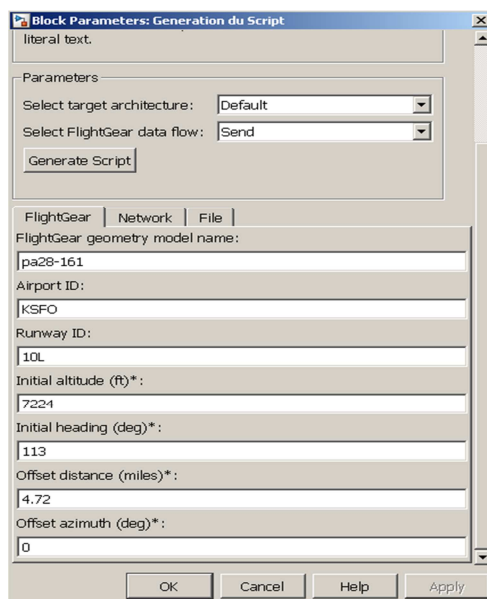 Block Parameters: Generation du Script
literal text.
Parameters
Select target architecture: Default
Select FlightGear data flow: Send
Generate Script
FlightGear Network File
FlightGear geometry model name:
pa28-161
Airport ID:
KSFO
Runway ID:
10L
Initial altitude (ft)*:
7224
Initial heading (deg)*:
113
Offset distance (miles)*:
4.72
Offset azimuth (deg)*:
0
OK Cancel Help Apply